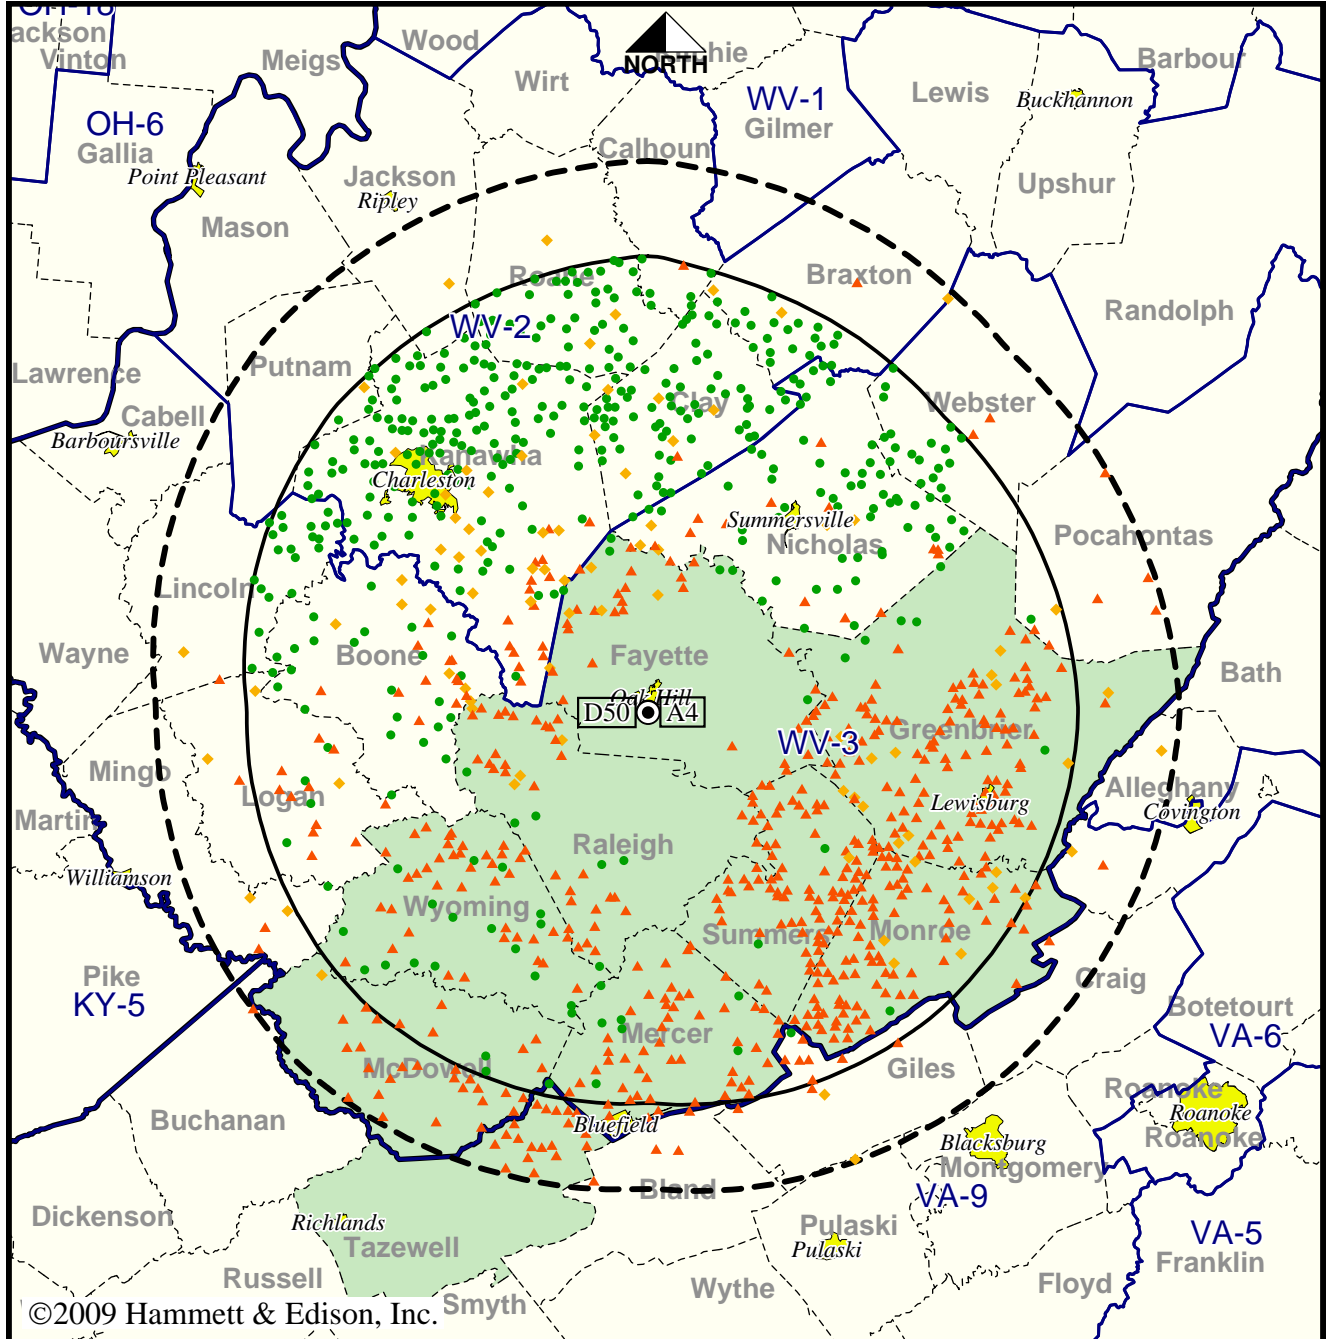 OH-18
Jackson
Vinton
Meigs
Wood
NORTH
Wirt
WV-1
Gilmer
Lewis
Buckhannon
Barbour
OH-6
Gallia
Point Pleasant
Mason
Jackson
Ripley
Calhoun
Upshur
Roane
Braxton
Randolph
WV-2
Putnam
Lawrence
Cabell
Barboursville
Clay
Webster
Kanawha
Charleston
Summersville
Nicholas
Pocahontas
Lincoln
Wayne
Boone
Fayette
Oak Hill
D50 A4
Bath
Greenbrier
WV-3
Mingo
Logan
Martin
Lewisburg
Alleghany
Covington
Raleigh
Williamson
Wyoming
Summers
Monroe
Pike
KY-5
Craig
Botetourt
VA-6
Mercer
McDowell
Giles
Roanoke
Roanoke
Roanoke
Buchanan
Bluefield
Blacksburg
Montgomery
VA-9
Bland
Dickenson
Richlands
Tazewell
Pulaski
Pulaski
VA-5
Franklin
Russell
Smyth
Wythe
Floyd
©2009 Hammett & Edison, Inc.